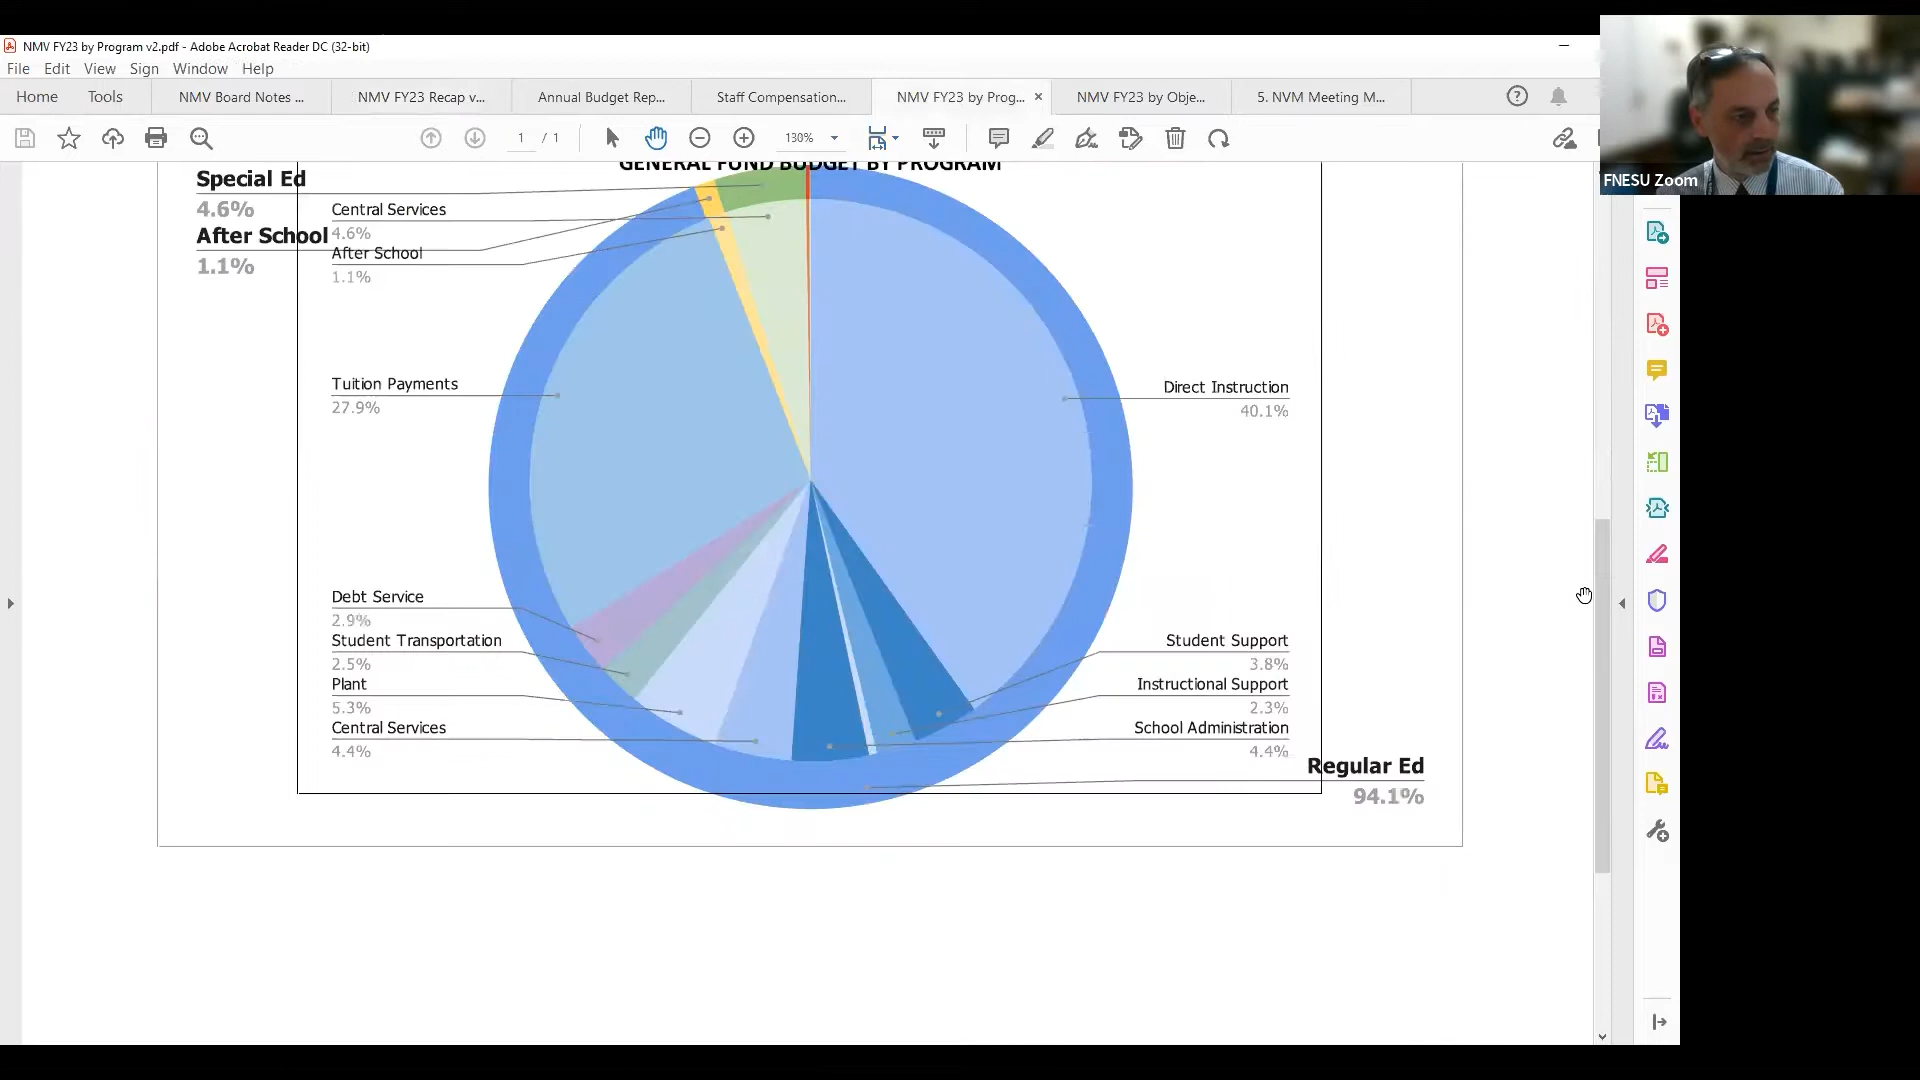 NMV FY23 by Program v2.pdf - Adobe Acrobat Reader DC (32-bit)
File Edit View Sign Window Help
Home Tools NMV Board Notes ... NMV FY23 Recap v... Annual Budget Rep... Staff Compensation... NMV FY23 by Prog... × NMV FY23 by Obje... 5. NVM Meeting M...
1 / 1 130%
FNESU Zoom
GENERAL FUND BUDGET BY PROGRAM
Special Ed
4.6%
After School
1.1%
Central Services
4.6%
After School
1.1%
Tuition Payments
27.9%
Direct Instruction
40.1%
Debt Service
2.9%
Student Transportation
2.5%
Plant
5.3%
Central Services
4.4%
Student Support
3.8%
Instructional Support
2.3%
School Administration
4.4%
Regular Ed
94.1%